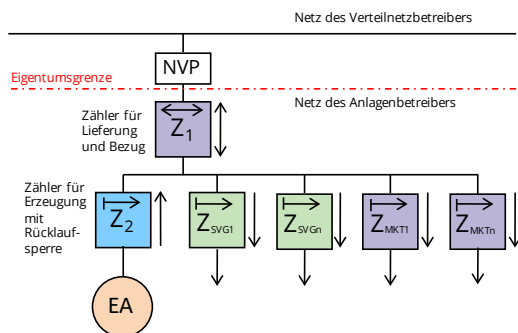 Netz des Verteilnetzbetreibers
NVP
Eigentumsgrenze
Netz des Anlagenbetreibers
Zähler für
Lieferung
und Bezug
Z1
Zähler für
Erzeugung
mit
Rücklauf-
sperre
Z2
ZSVG1
ZSVGn
ZMKT1
ZMKTn
EA